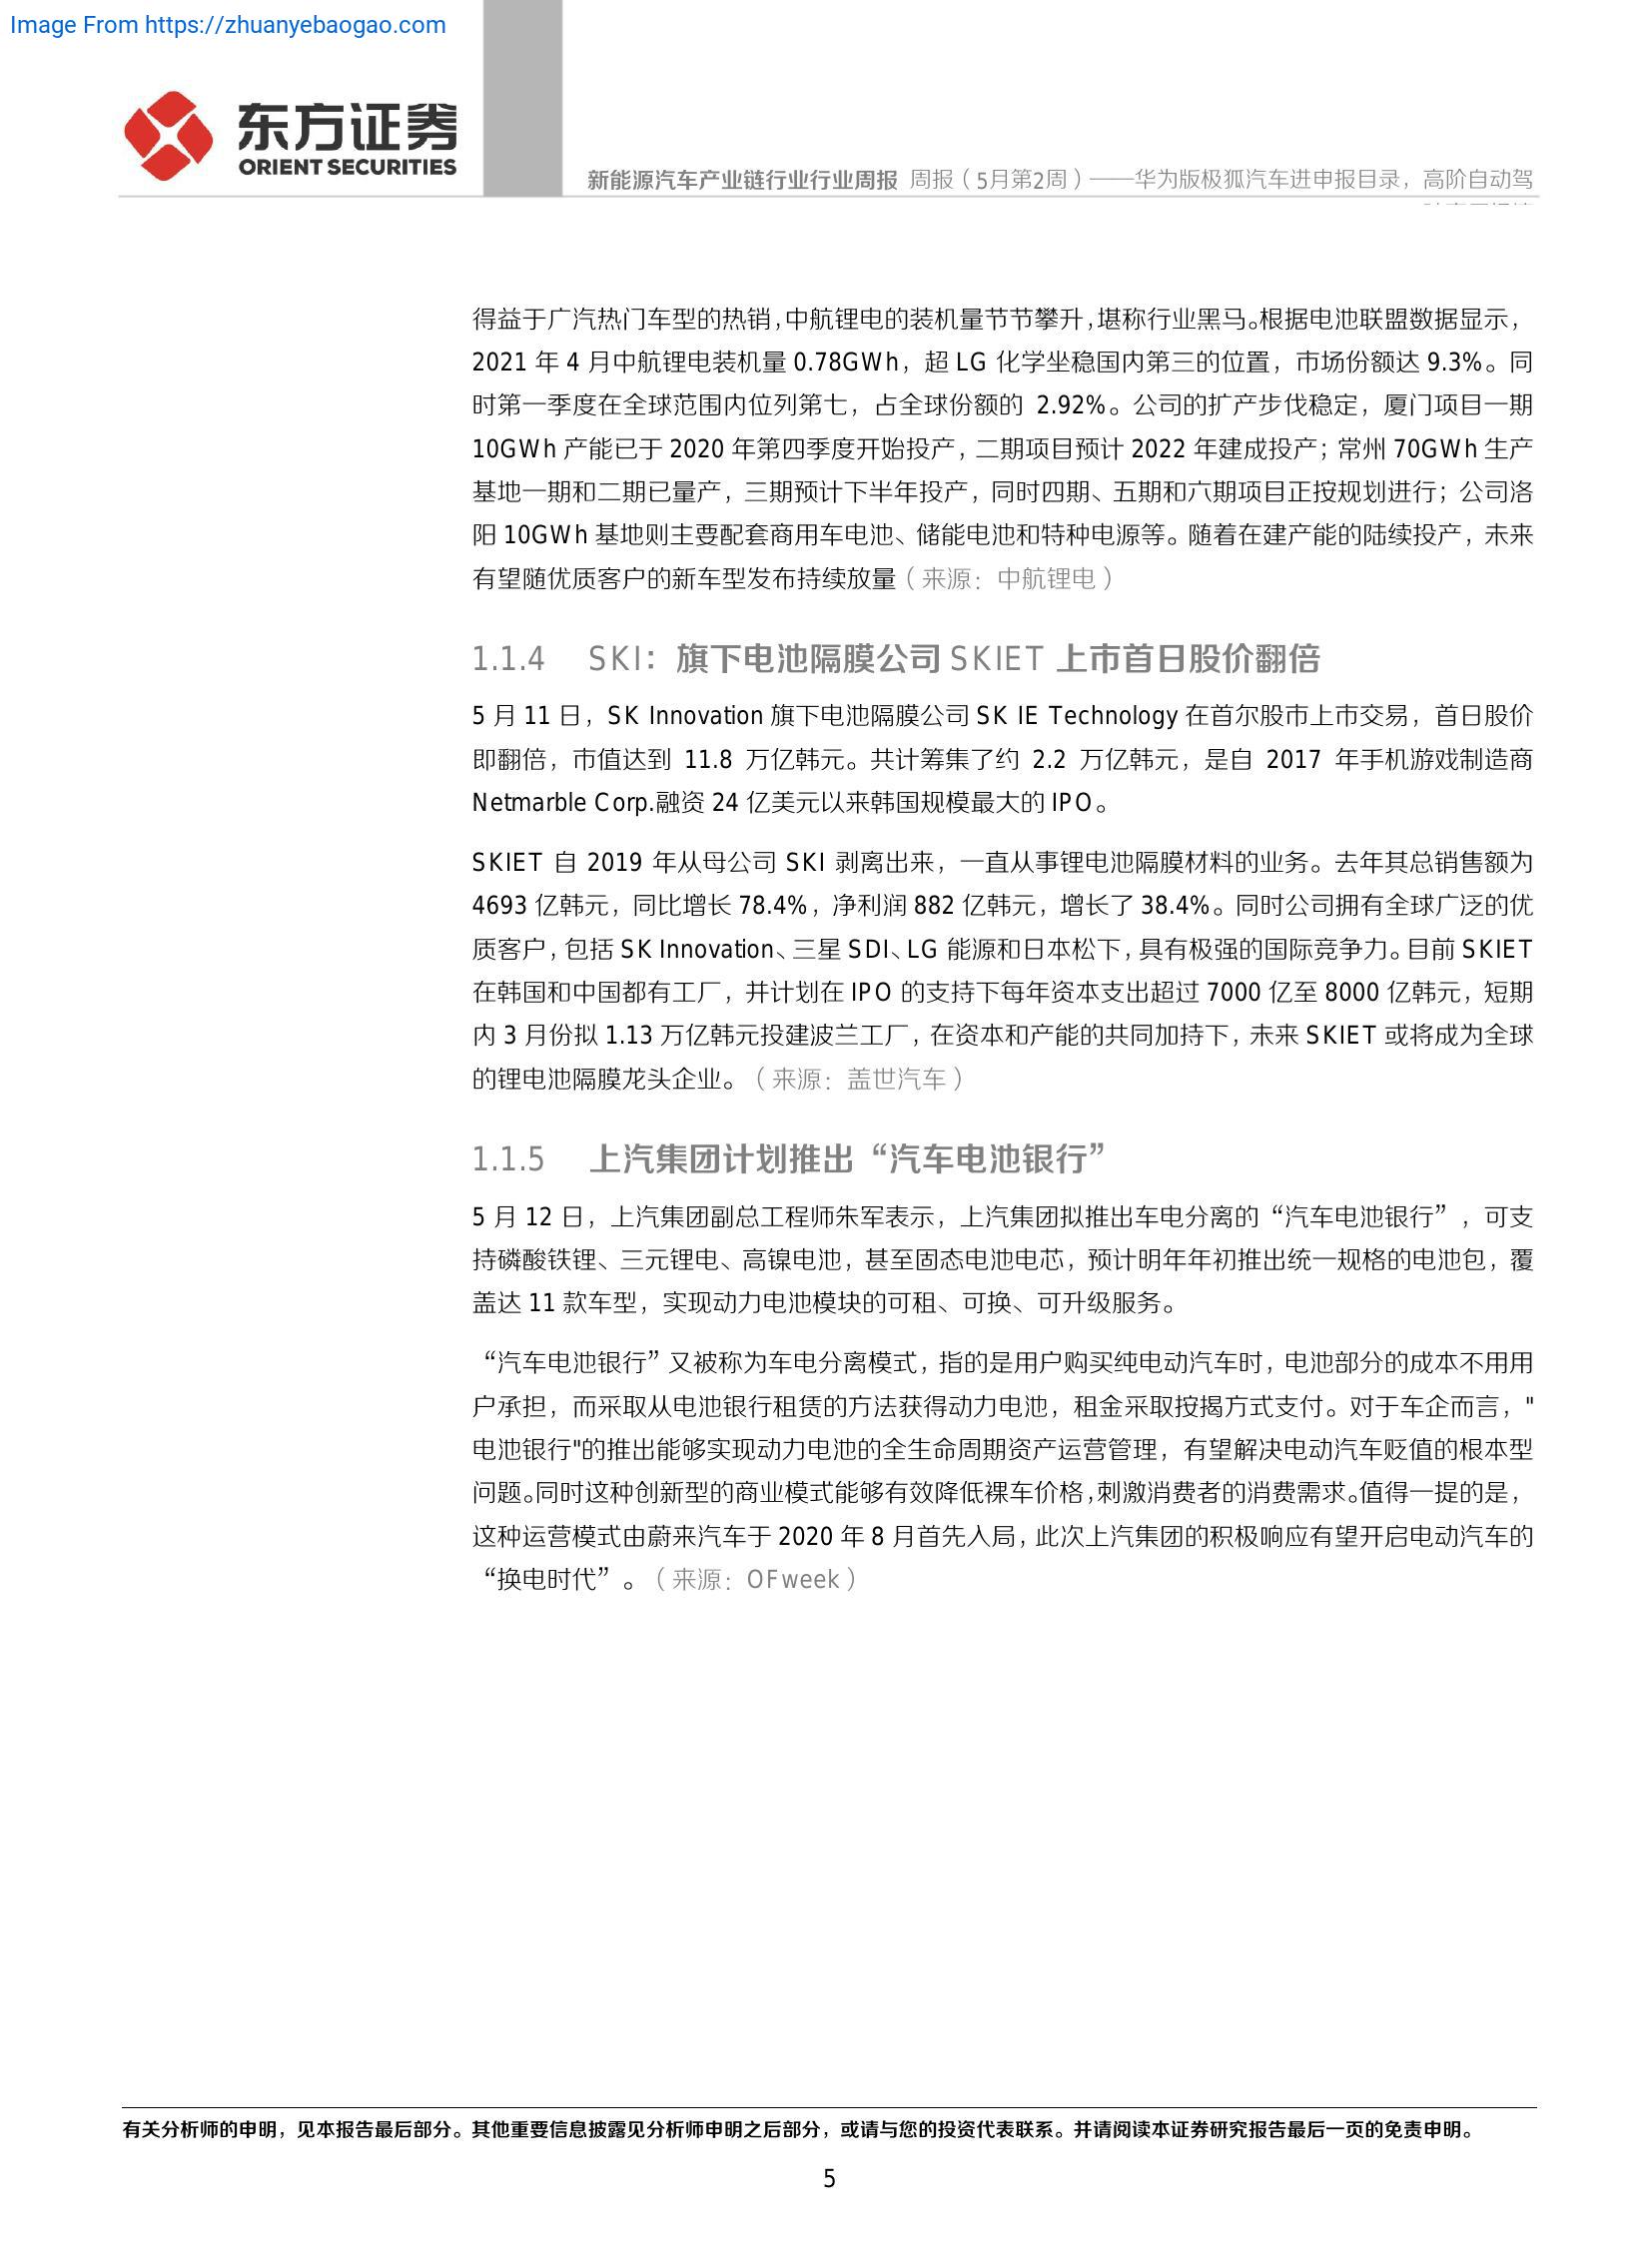 Image From https://zhuanyebaogao.com
东方证券
ORIENT SECURITIES
新能源汽车产业链行业行业周报 周报(5月第2周)——华为版极狐汽车进申报目录，高阶自动驾
得益于广汽热门车型的热销，中航锂电的装机量节节攀升，堪称行业黑马。根据电池联盟数据显示，
2021 年 4 月中航锂电装机量 0.78GWh，超 LG 化学坐稳国内第三的位置，市场份额达 9.3%。同
时第一季度在全球范围内位列第七，占全球份额的 2.92%。公司的扩产步伐稳定，厦门项目一期
10GWh 产能已于 2020 年第四季度开始投产，二期项目预计 2022 年建成投产；常州 70GWh 生产
基地一期和二期已量产，三期预计下半年投产，同时四期、五期和六期项目正按规划进行；公司洛
阳 10GWh 基地则主要配套商用车电池、储能电池和特种电源等。随着在建产能的陆续投产，未来
有望随优质客户的新车型发布持续放量（来源：中航锂电）
1.1.4 SKI：旗下电池隔膜公司 SKIET 上市首日股价翻倍
5 月 11 日，SK Innovation 旗下电池隔膜公司 SK IE Technology 在首尔股市上市交易，首日股价
即翻倍，市值达到 11.8 万亿韩元。共计筹集了约 2.2 万亿韩元，是自 2017 年手机游戏制造商
Netmarble Corp.融资 24 亿美元以来韩国规模最大的 IPO。
SKIET 自 2019 年从母公司 SKI 剥离出来，一直从事锂电池隔膜材料的业务。去年其总销售额为
4693 亿韩元，同比增长 78.4%，净利润 882 亿韩元，增长了 38.4%。同时公司拥有全球广泛的优
质客户，包括 SK Innovation、三星 SDI、LG 能源和日本松下，具有极强的国际竞争力。目前 SKIET
在韩国和中国都有工厂，并计划在 IPO 的支持下每年资本支出超过 7000 亿至 8000 亿韩元，短期
内 3 月份拟 1.13 万亿韩元投建波兰工厂，在资本和产能的共同加持下，未来 SKIET 或将成为全球
的锂电池隔膜龙头企业。（来源：盖世汽车）
1.1.5 上汽集团计划推出“汽车电池银行”
5 月 12 日，上汽集团副总工程师朱军表示，上汽集团拟推出车电分离的“汽车电池银行”，可支
持磷酸铁锂、三元锂电、高镍电池，甚至固态电池电芯，预计明年年初推出统一规格的电池包，覆
盖达 11 款车型，实现动力电池模块的可租、可换、可升级服务。
“汽车电池银行”又被称为车电分离模式，指的是用户购买纯电动汽车时，电池部分的成本不用用
户承担，而采取从电池银行租赁的方法获得动力电池，租金采取按揭方式支付。对于车企而言，"
电池银行"的推出能够实现动力电池的全生命周期资产运营管理，有望解决电动汽车贬值的根本型
问题。同时这种创新型的商业模式能够有效降低裸车价格，刺激消费者的消费需求。值得一提的是，
这种运营模式由蔚来汽车于 2020 年 8 月首先入局，此次上汽集团的积极响应有望开启电动汽车的
“换电时代”。（来源：OFweek）
有关分析师的申明，见本报告最后部分。其他重要信息披露见分析师申明之后部分，或请与您的投资代表联系。并请阅读本证券研究报告最后一页的免责申明。
5